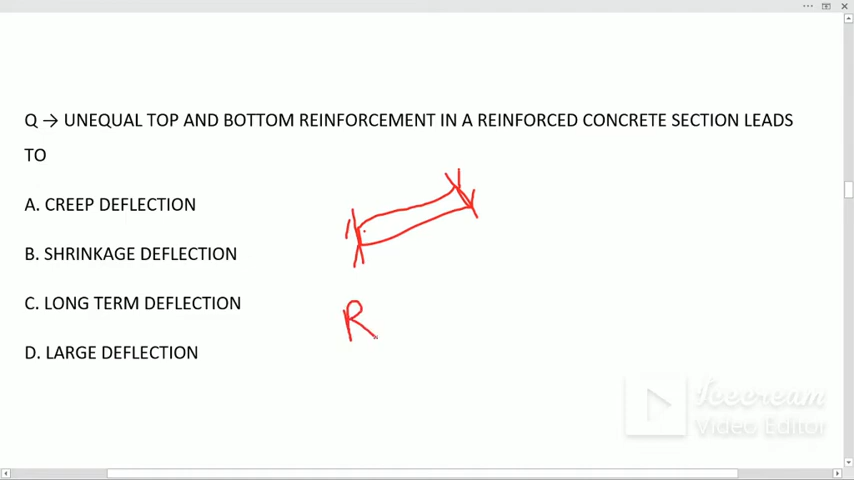 Q → UNEQUAL TOP AND BOTTOM REINFORCEMENT IN A REINFORCED CONCRETE SECTION LEADS
TO
A. CREEP DEFLECTION
B. SHRINKAGE DEFLECTION
C. LONG TERM DEFLECTION
R
D. LARGE DEFLECTION
Icecream
Video Editor